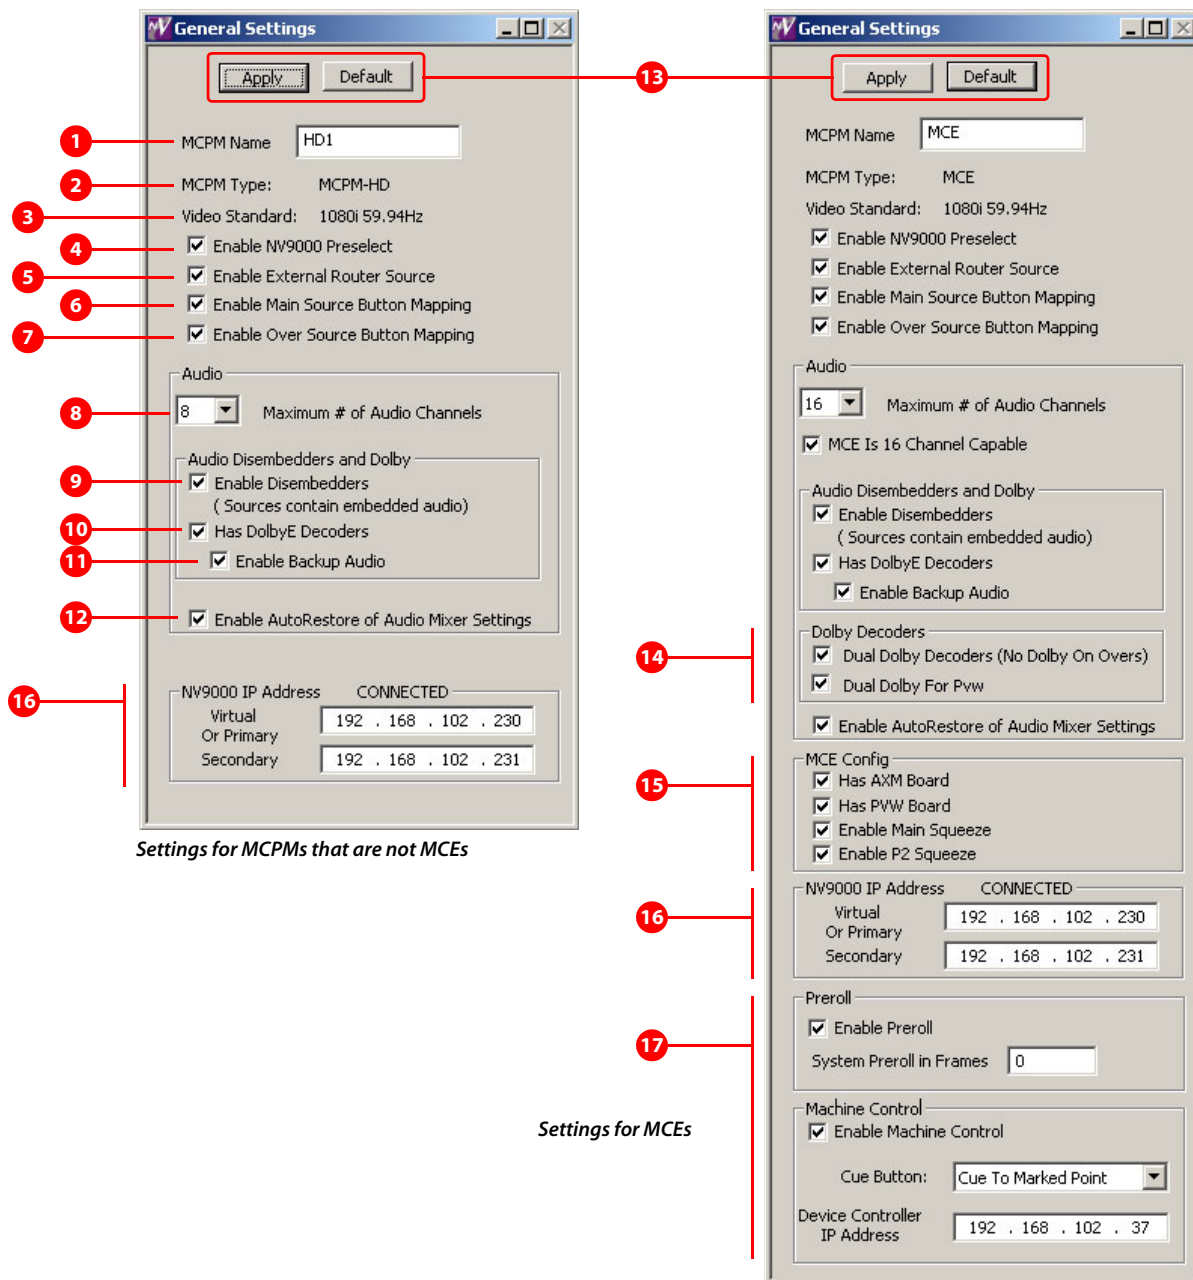 General Settings
Apply
Default
1
MCPM Name
HD1
2
MCPM Type:
MCPM-HD
3
Video Standard:
1080i 59.94Hz
4
Enable NV9000 Preselect
5
Enable External Router Source
6
Enable Main Source Button Mapping
7
Enable Over Source Button Mapping
Audio
8
8
Maximum # of Audio Channels
Audio Disembedders and Dolby
9
Enable Disembedders
( Sources contain embedded audio)
10
Has DolbyE Decoders
11
Enable Backup Audio
12
Enable AutoRestore of Audio Mixer Settings
16
NV9000 IP Address
CONNECTED
Virtual
Or Primary
192 . 168 . 102 . 230
Secondary
192 . 168 . 102 . 231
Settings for MCPMs that are not MCEs
13
General Settings
Apply
Default
MCPM Name
MCE
MCPM Type:
MCE
Video Standard:
1080i 59.94Hz
Enable NV9000 Preselect
Enable External Router Source
Enable Main Source Button Mapping
Enable Over Source Button Mapping
Audio
16
Maximum # of Audio Channels
MCE Is 16 Channel Capable
Audio Disembedders and Dolby
Enable Disembedders
( Sources contain embedded audio)
Has DolbyE Decoders
Enable Backup Audio
14
Dolby Decoders
Dual Dolby Decoders (No Dolby On Overs)
Dual Dolby For Pvw
Enable AutoRestore of Audio Mixer Settings
15
MCE Config
Has AXM Board
Has PVW Board
Enable Main Squeeze
Enable P2 Squeeze
16
NV9000 IP Address
CONNECTED
Virtual
Or Primary
192 . 168 . 102 . 230
Secondary
192 . 168 . 102 . 231
17
Preroll
Enable Preroll
System Preroll in Frames
0
Machine Control
Enable Machine Control
Cue Button:
Cue To Marked Point
Device Controller
IP Address
192 . 168 . 102 . 37
Settings for MCEs